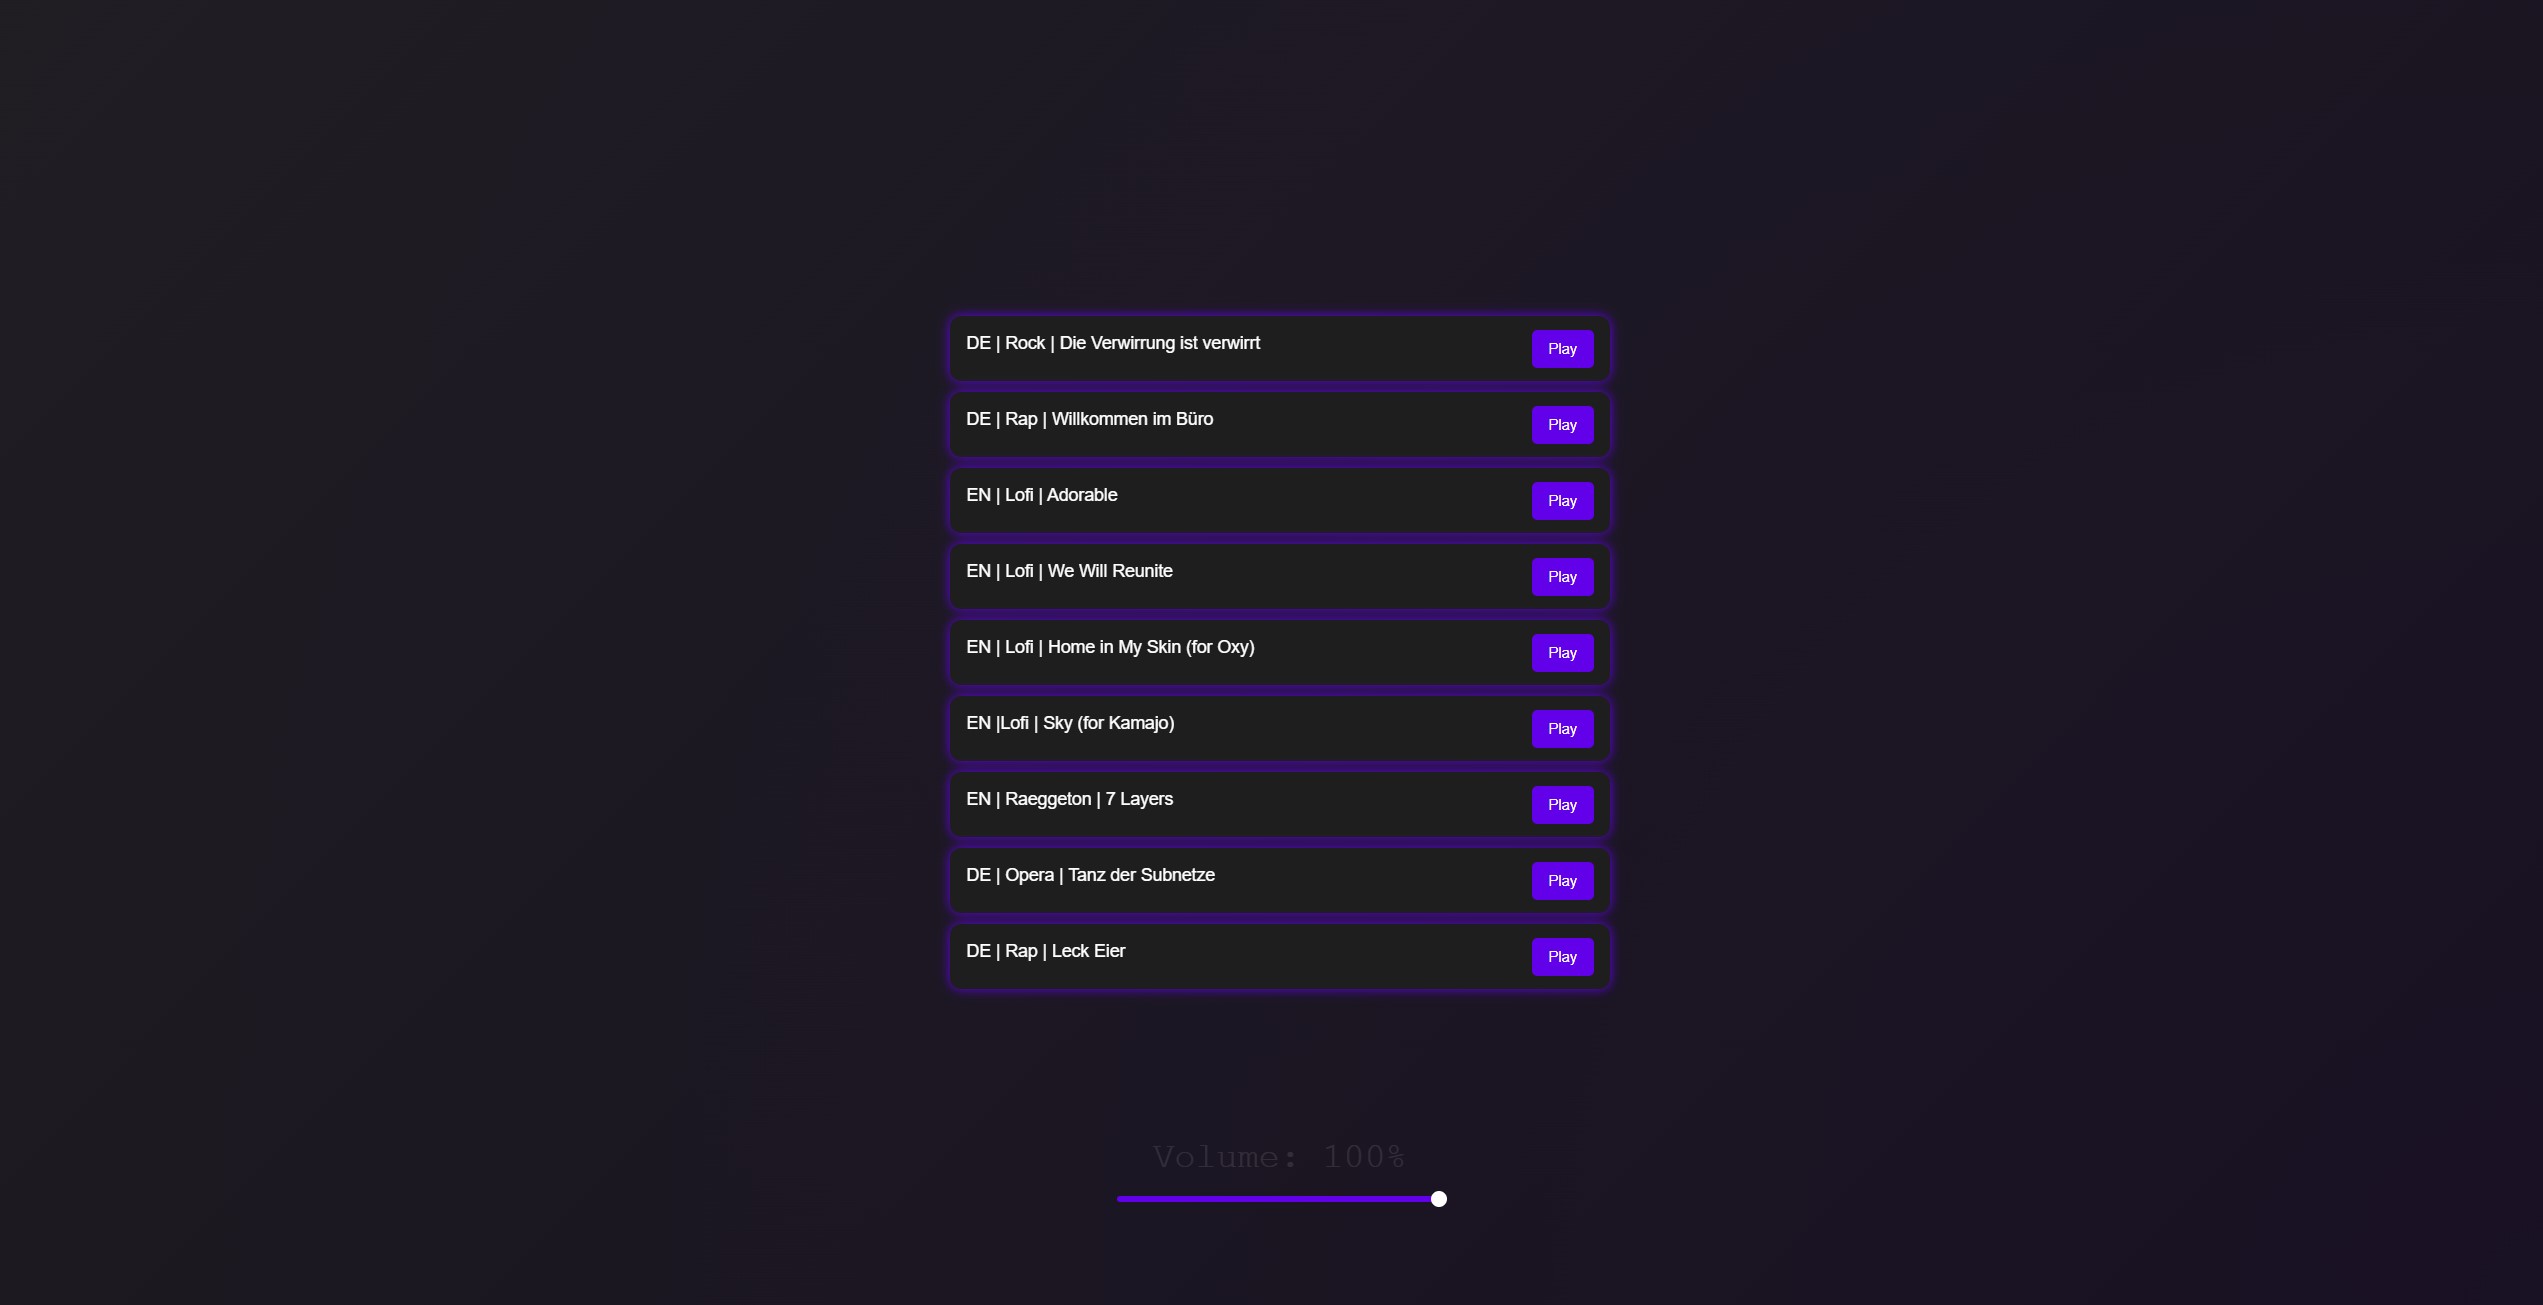 DE | Rock | Die Verwirrung ist verwirrt
Play
DE | Rap | Willkommen im Büro
Play
EN | Lofi | Adorable
Play
EN | Lofi | We Will Reunite
Play
EN | Lofi | Home in My Skin (for Oxy)
Play
EN |Lofi | Sky (for Kamajo)
Play
EN | Raeggeton | 7 Layers
Play
DE | Opera | Tanz der Subnetze
Play
DE | Rap | Leck Eier
Play
Volume: 100%